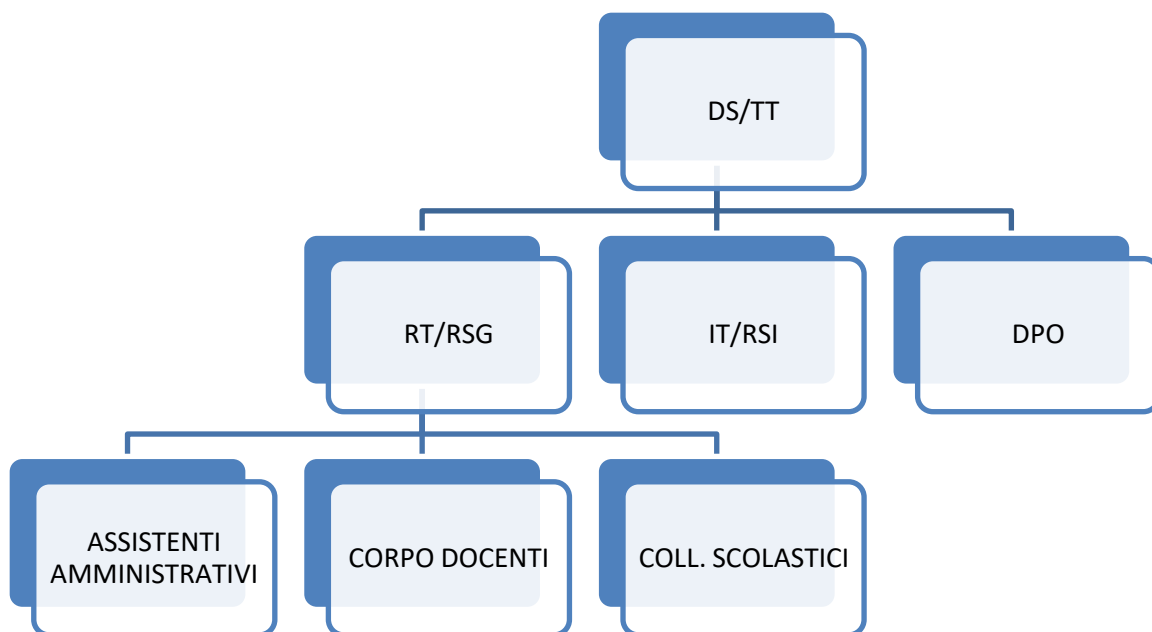 DS/TT
RT/RSG
IT/RSI
DPO
ASSISTENTI
AMMINISTRATIVI
CORPO DOCENTI
COLL. SCOLASTICI